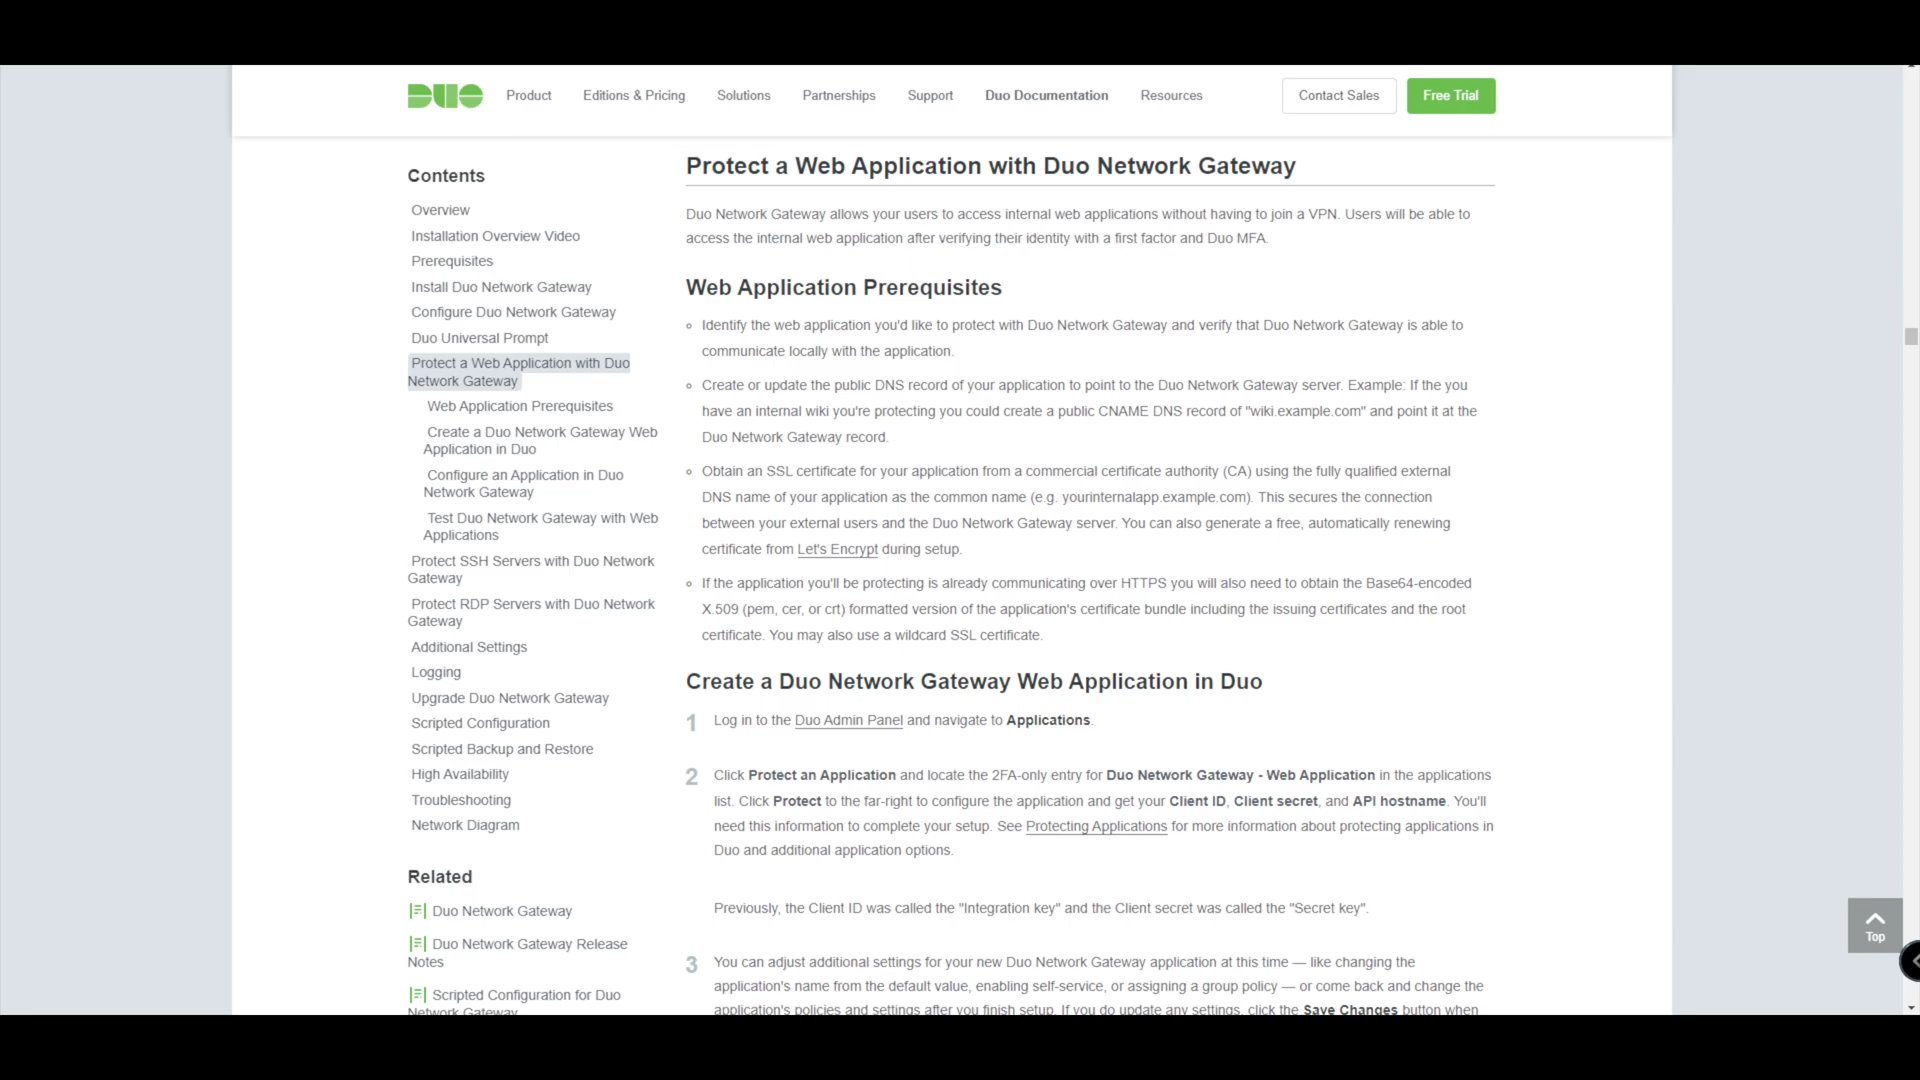 DUO
Product
Editions & Pricing
Solutions
Partnerships
Support
Duo Documentation
Resources
Contact Sales
Free Trial
Contents
Overview
Installation Overview Video
Prerequisites
Install Duo Network Gateway
Configure Duo Network Gateway
Duo Universal Prompt
Protect a Web Application with Duo
Network Gateway
Web Application Prerequisites
Create a Duo Network Gateway Web
Application in Duo
Configure an Application in Duo
Network Gateway
Test Duo Network Gateway with Web
Applications
Protect SSH Servers with Duo Network
Gateway
Protect RDP Servers with Duo Network
Gateway
Additional Settings
Logging
Upgrade Duo Network Gateway
Scripted Configuration
Scripted Backup and Restore
High Availability
Troubleshooting
Network Diagram
Related
Duo Network Gateway
Duo Network Gateway Release
Notes
Scripted Configuration for Duo
Network Gateway
Protect a Web Application with Duo Network Gateway
Duo Network Gateway allows your users to access internal web applications without having to join a VPN. Users will be able to
access the internal web application after verifying their identity with a first factor and Duo MFA.
Web Application Prerequisites
Identify the web application you'd like to protect with Duo Network Gateway and verify that Duo Network Gateway is able to
communicate locally with the application.
Create or update the public DNS record of your application to point to the Duo Network Gateway server. Example: If the you
have an internal wiki you're protecting you could create a public CNAME DNS record of "wiki.example.com" and point it at the
Duo Network Gateway record.
Obtain an SSL certificate for your application from a commercial certificate authority (CA) using the fully qualified external
DNS name of your application as the common name (e.g. yourinternalapp.example.com). This secures the connection
between your external users and the Duo Network Gateway server. You can also generate a free, automatically renewing
certificate from Let's Encrypt during setup.
If the application you'll be protecting is already communicating over HTTPS you will also need to obtain the Base64-encoded
X.509 (pem, cer, or crt) formatted version of the application's certificate bundle including the issuing certificates and the root
certificate. You may also use a wildcard SSL certificate.
Create a Duo Network Gateway Web Application in Duo
1 Log in to the Duo Admin Panel and navigate to Applications.
2 Click Protect an Application and locate the 2FA-only entry for Duo Network Gateway - Web Application in the applications
list. Click Protect to the far-right to configure the application and get your Client ID, Client secret, and API hostname. You'll
need this information to complete your setup. See Protecting Applications for more information about protecting applications in
Duo and additional application options.
Previously, the Client ID was called the "Integration key" and the Client secret was called the "Secret key".
3 You can adjust additional settings for your new Duo Network Gateway application at this time — like changing the
application's name from the default value, enabling self-service, or assigning a group policy — or come back and change the
application's policies and settings after you finish setup. If you do update any settings, click the Save Changes button when
Top